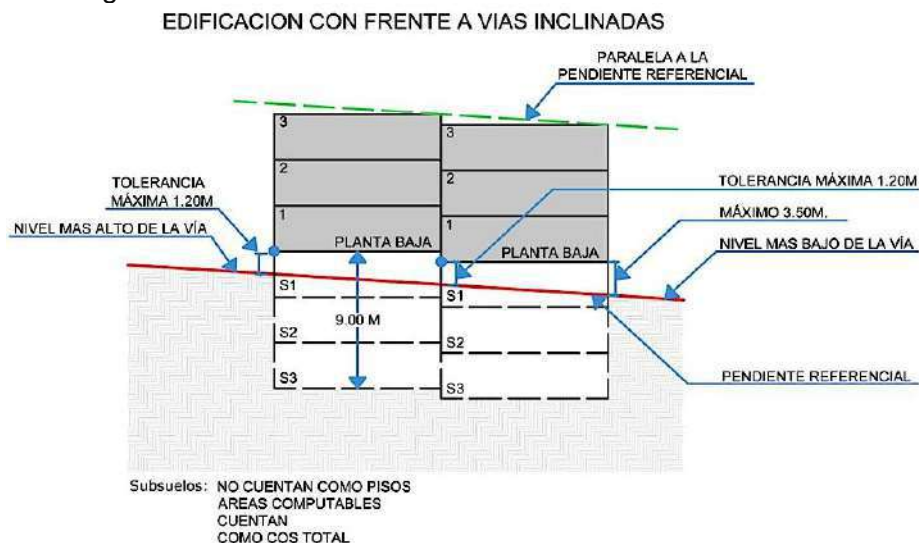 EDIFICACION CON FRENTE A VIAS INCLINADAS
PARALELA A LA
PENDIENTE REFERENCIAL
3
3
2
2
TOLERANCIA
MÁXIMA 1.20M
TOLERANCIA MÁXIMA 1.20M
1
1
MÁXIMO 3.50M.
NIVEL MAS ALTO DE LA VÍA
PLANTA BAJA
PLANTA BAJA
NIVEL MAS BAJO DE LA VÍA
S1
S1
9.00 M
S2
S2
S3
S3
PENDIENTE REFERENCIAL
Subsuelos: NO CUENTAN COMO PISOS
AREAS COMPUTABLES
CUENTAN
COMO COS TOTAL